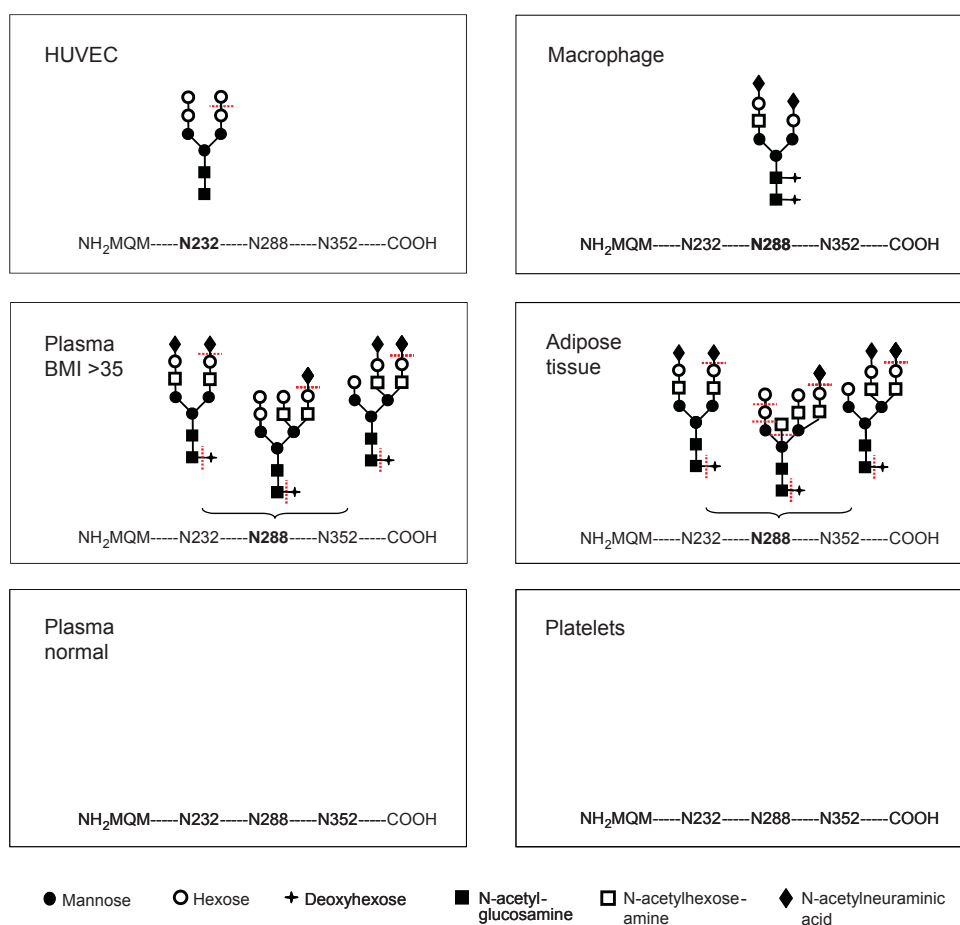 HUVEC
NH2MQM-----N232-----N288-----N352-----COOH
Macrophage
NH2MQM-----N232-----N288-----N352-----COOH
Plasma
BMI >35
NH2MQM-----N232-----N288-----N352-----COOH
Adipose
tissue
NH2MQM-----N232-----N288-----N352-----COOH
Plasma
normal
NH2MQM-----N232-----N288-----N352-----COOH
Platelets
NH2MQM-----N232-----N288-----N352-----COOH
Mannose
Hexose
Deoxyhexose
N-acetyl-
glucosamine
N-acetylhexose-
amine
N-acetylneuraminic
acid